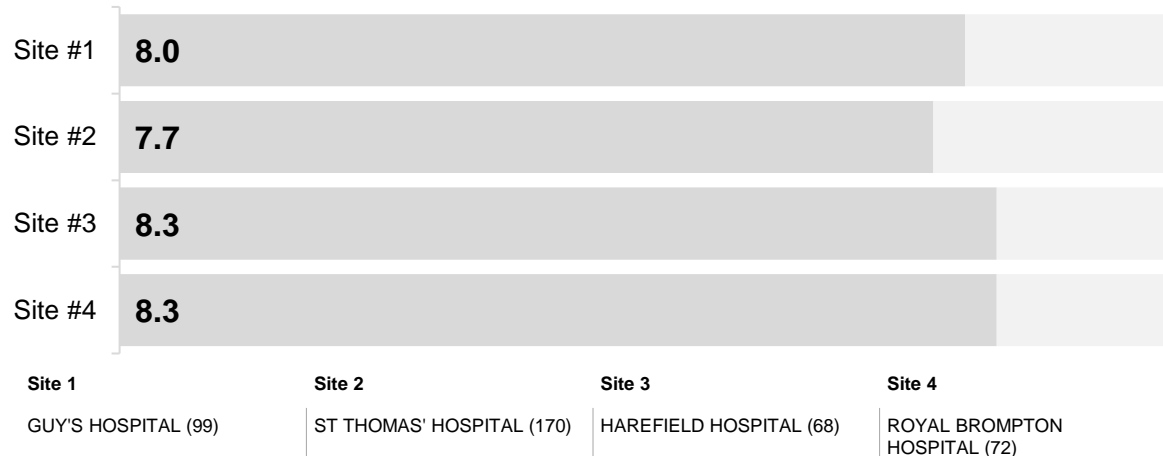 Site #1 8.0
Site #2 7.7
Site #3 8.3
Site #4 8.3
Site 1 Site 2 Site 3 Site 4
GUY'S HOSPITAL (99) ST THOMAS' HOSPITAL (170) HAREFIELD HOSPITAL (68) ROYAL BROMPTON
HOSPITAL (72)